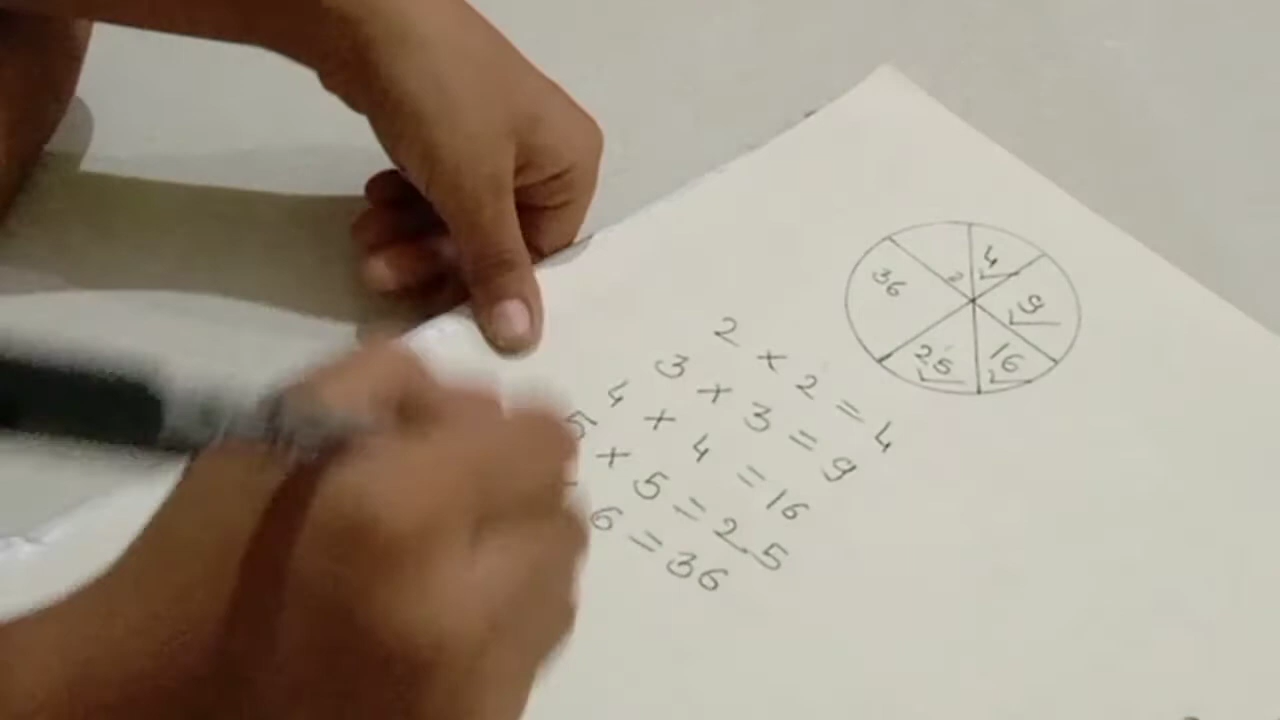 2 × 2 = 4
3 × 3 = 9
4 × 4 = 16
5 × 5 = 25
6 = 36
36
2
4
9
16
25